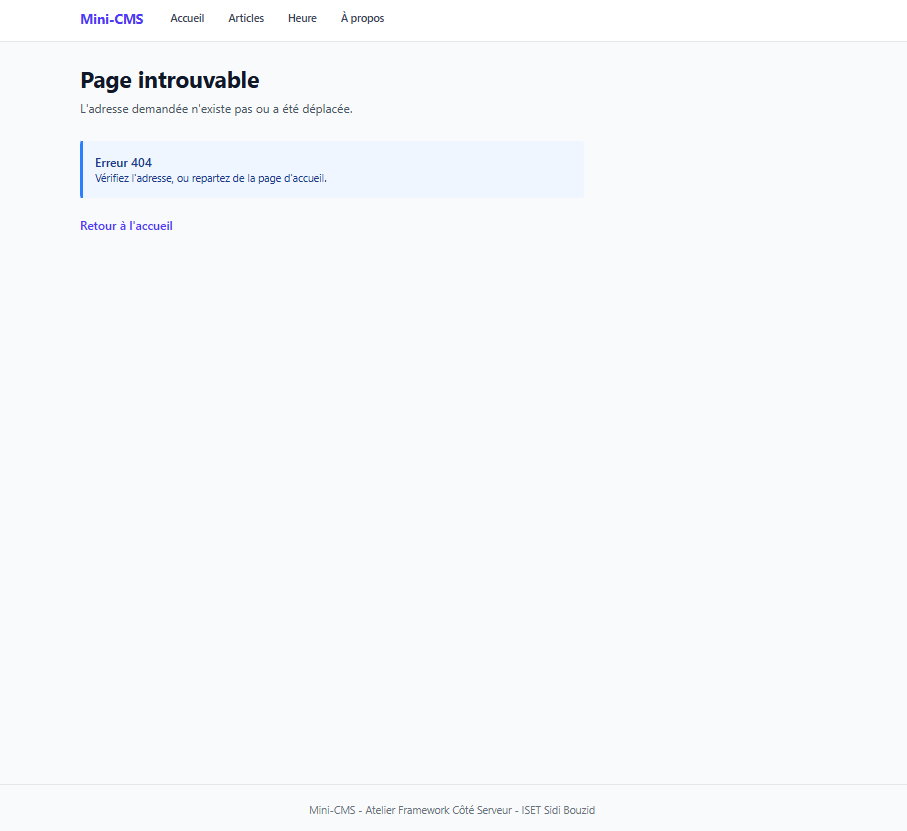 Mini-CMS Accueil Articles Heure À propos
Page introuvable
L'adresse demandée n'existe pas ou a été déplacée.
Erreur 404
Vérifiez l'adresse, ou repartez de la page d'accueil.
Retour à l'accueil
Mini-CMS - Atelier Framework Côté Serveur - ISET Sidi Bouzid